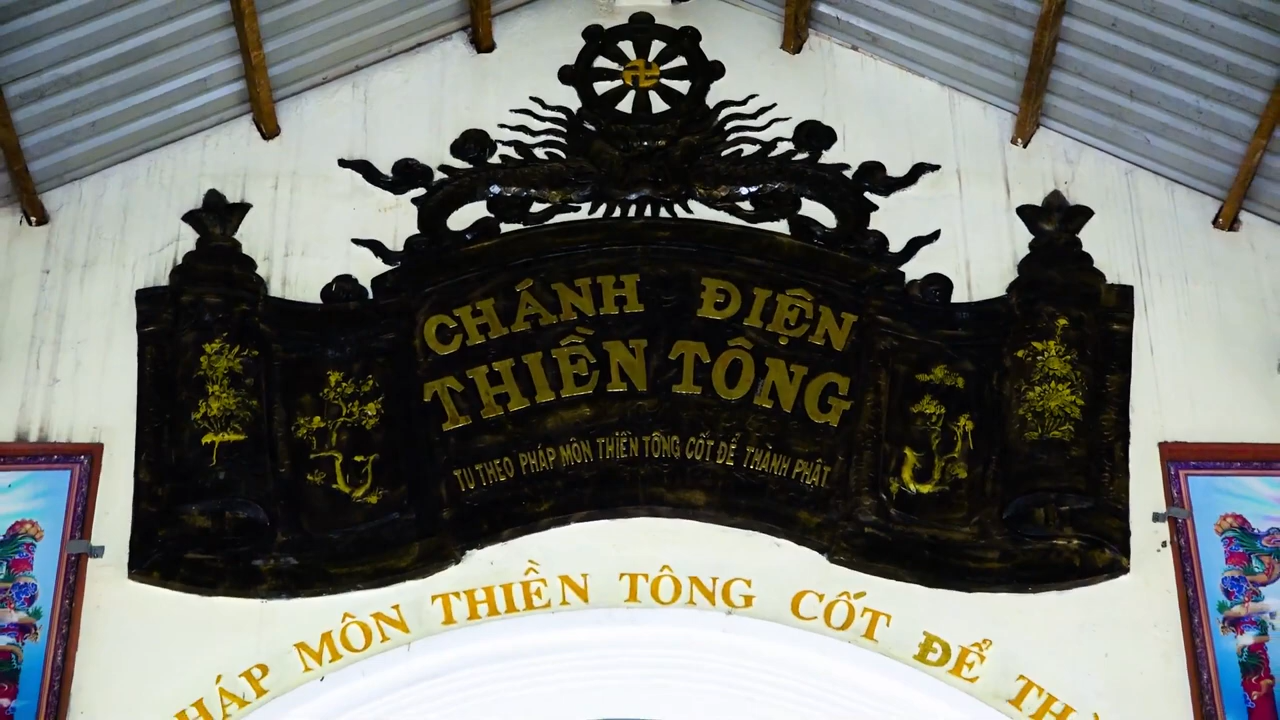 CHÁNH ĐIỆN
THIỀN TÔNG
TU THEO PHÁP MÔN THIỀN TÔNG CỐT ĐỂ THÀNH PHẬT
PHÁP MÔN THIỀN TÔNG CỐT ĐỂ